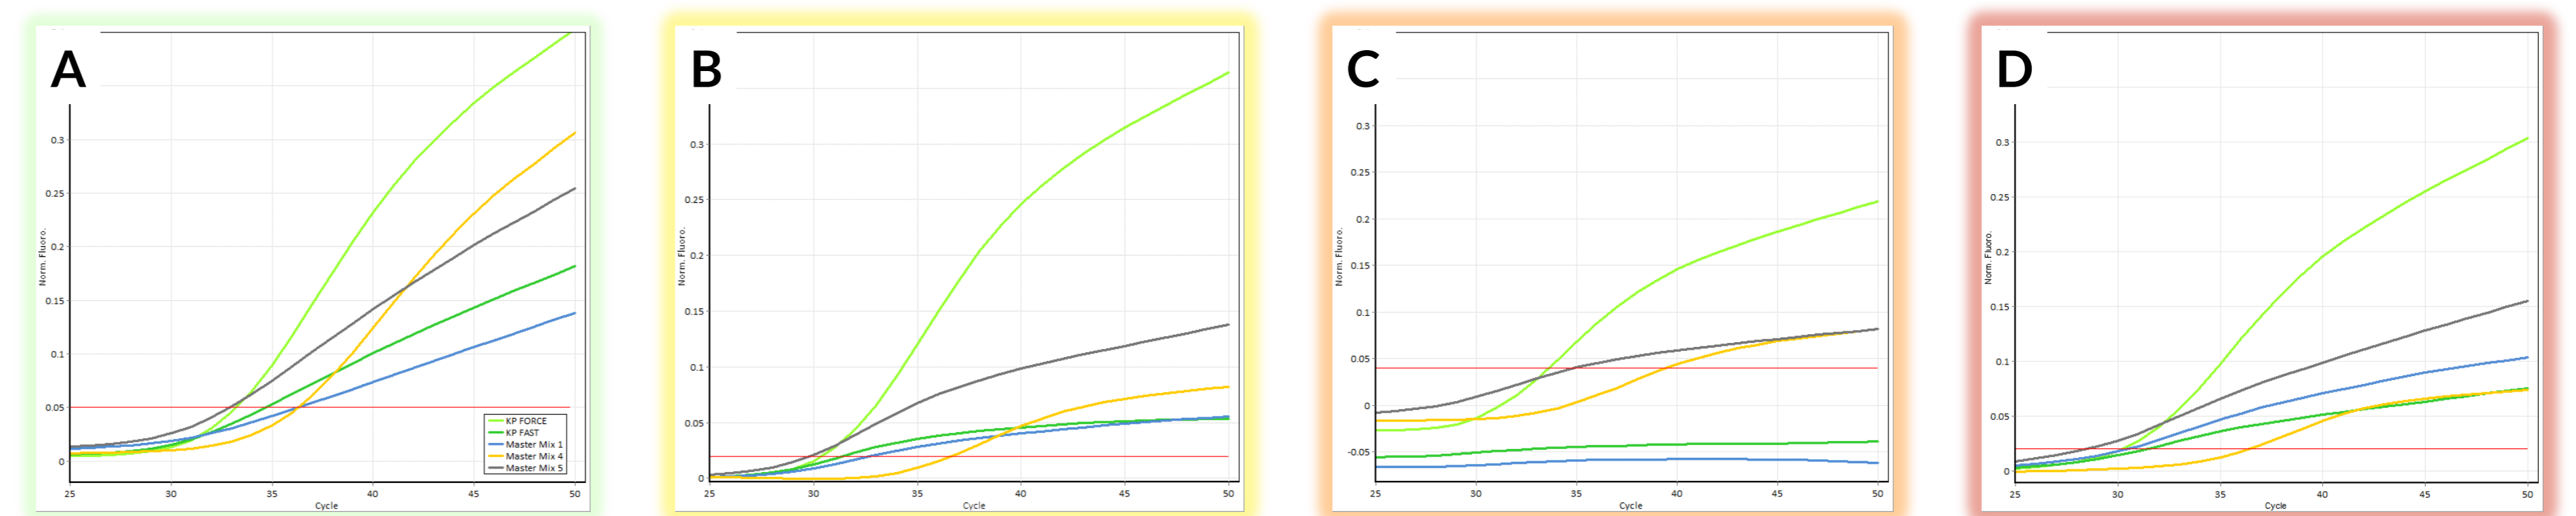 A
Norm. Fluoro.
0.3
0.25
0.2
0.15
0.1
0.05
0
25 30 35 40 45 50
Cycle
KP FORCE
KP FAST
Master Mix 1
Master Mix 4
Master Mix 5
B
Norm. Fluoro.
0.3
0.25
0.2
0.15
0.1
0.05
0
25 30 35 40 45 50
Cycle
C
Norm. Fluoro.
0.3
0.25
0.2
0.15
0.1
0.05
0
-0.05
25 30 35 40 45 50
Cycle
D
Norm. Fluoro.
0.3
0.25
0.2
0.15
0.1
0.05
0
25 30 35 40 45 50
Cycle